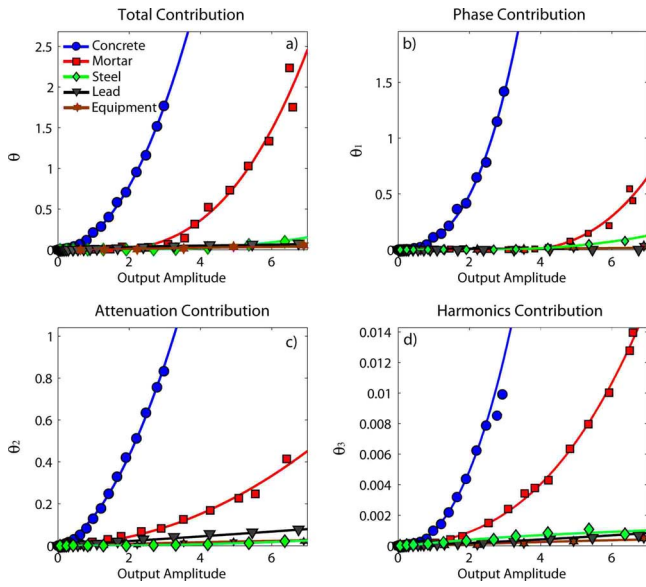 Total Contribution
a)
Concrete
Mortar
Steel
Lead
Equipment
2.5
2
1.5
1
0.5
0
θ
0 2 4 6
Output Amplitude
Phase Contribution
b)
1.5
1
0.5
0
θ1
0 2 4 6
Output Amplitude
Attenuation Contribution
c)
1
0.8
0.6
0.4
0.2
0
θ2
0 2 4 6
Output Amplitude
Harmonics Contribution
d)
0.014
0.012
0.01
0.008
0.006
0.004
0.002
0
θ3
0 2 4 6
Output Amplitude